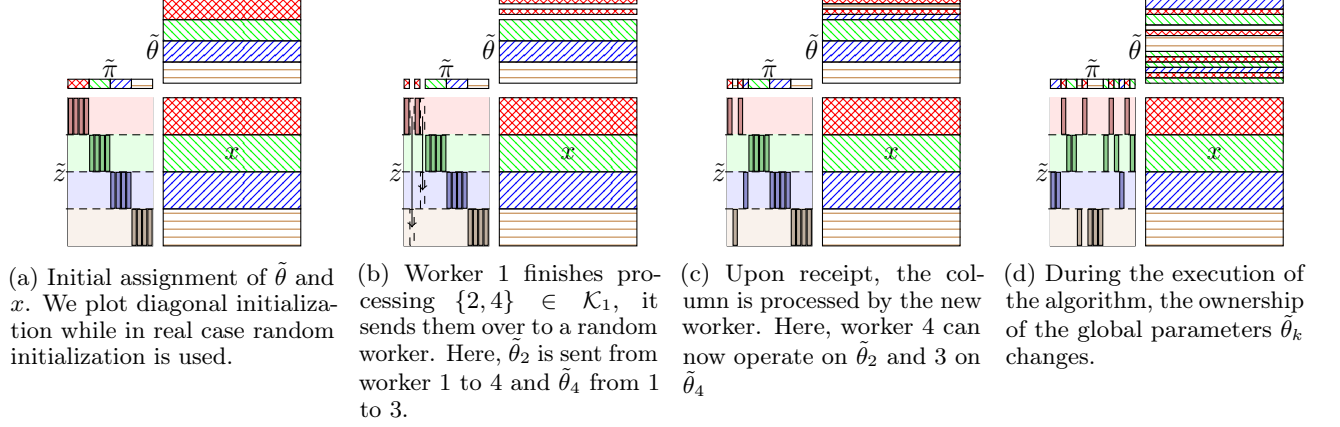 θ̃
π̃
z̃
x
(a) Initial assignment of θ̃ and
x. We plot diagonal initializa-
tion while in real case random
initialization is used.
θ̃
π̃
z̃
x
(b) Worker 1 finishes pro-
cessing {2, 4} ∈ 𝒦₁, it
sends them over to a random
worker. Here, θ̃₂ is sent from
worker 1 to 4 and θ̃₄ from 1
to 3.
θ̃
π̃
z̃
x
(c) Upon receipt, the col-
umn is processed by the new
worker. Here, worker 4 can
now operate on θ̃₂ and 3 on
θ̃₄
θ̃
π̃
z̃
x
(d) During the execution of
the algorithm, the ownership
of the global parameters θ̃ₖ
changes.